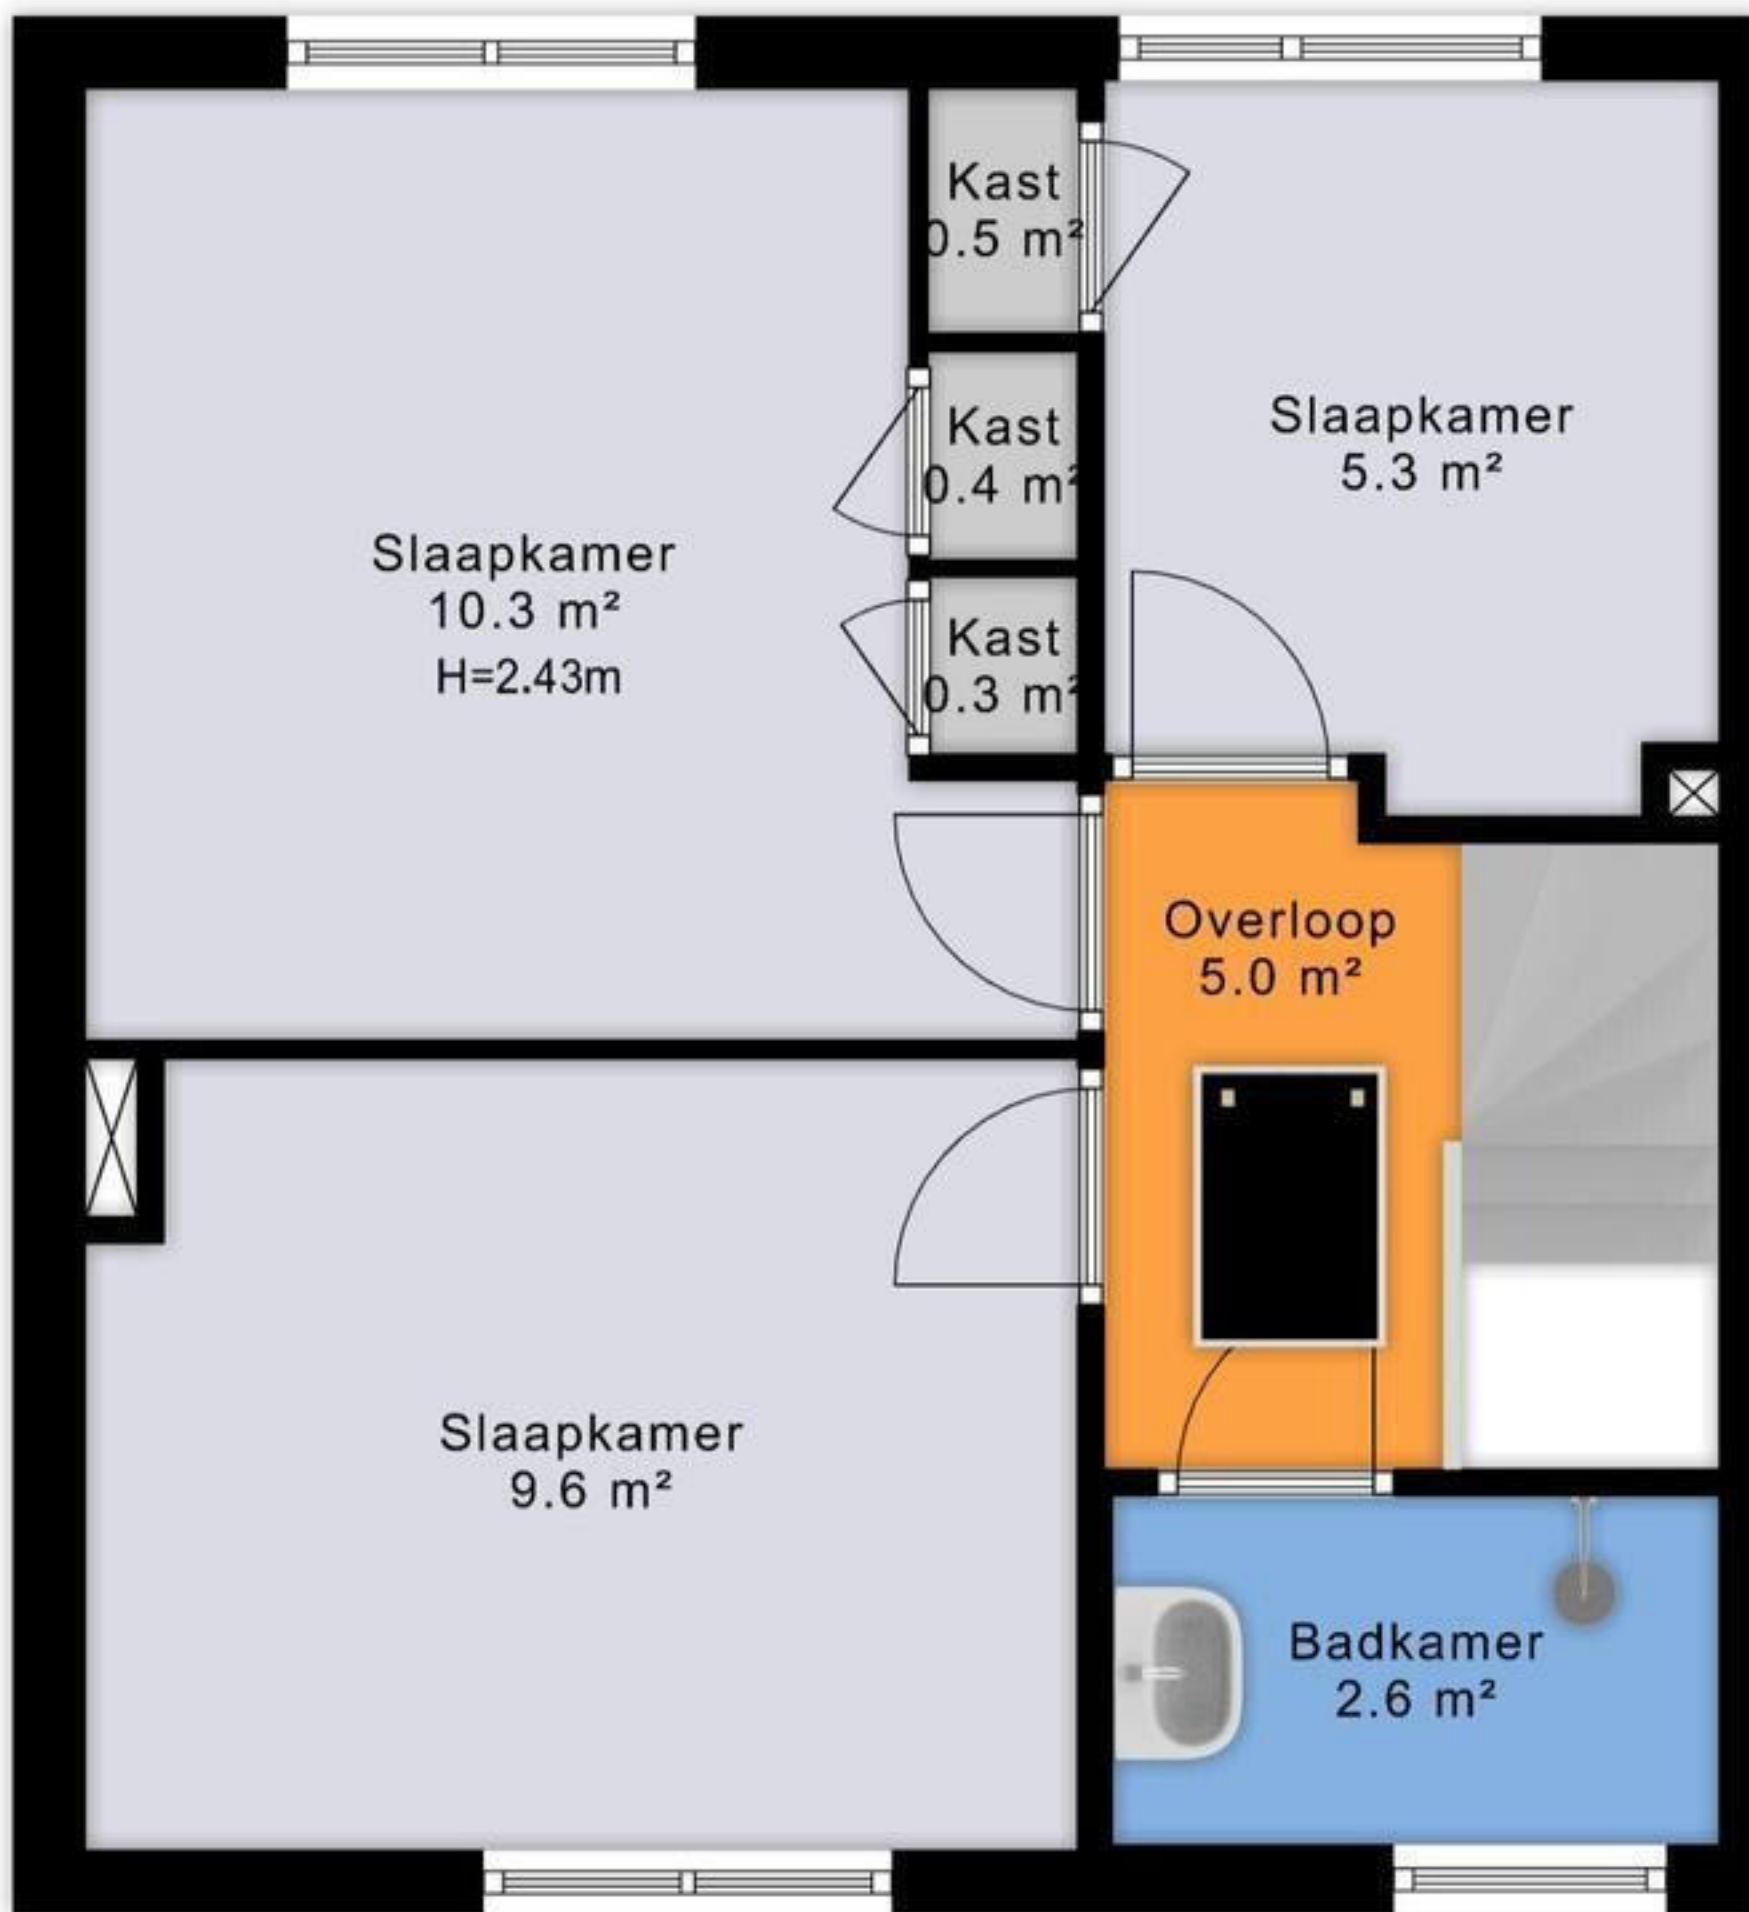 Kast
0.5 m²
Slaapkamer
5.3 m²
Kast
0.4 m²
Slaapkamer
10.3 m²
H=2.43m
Kast
0.3 m²
Overloop
5.0 m²
Slaapkamer
9.6 m²
Badkamer
2.6 m²